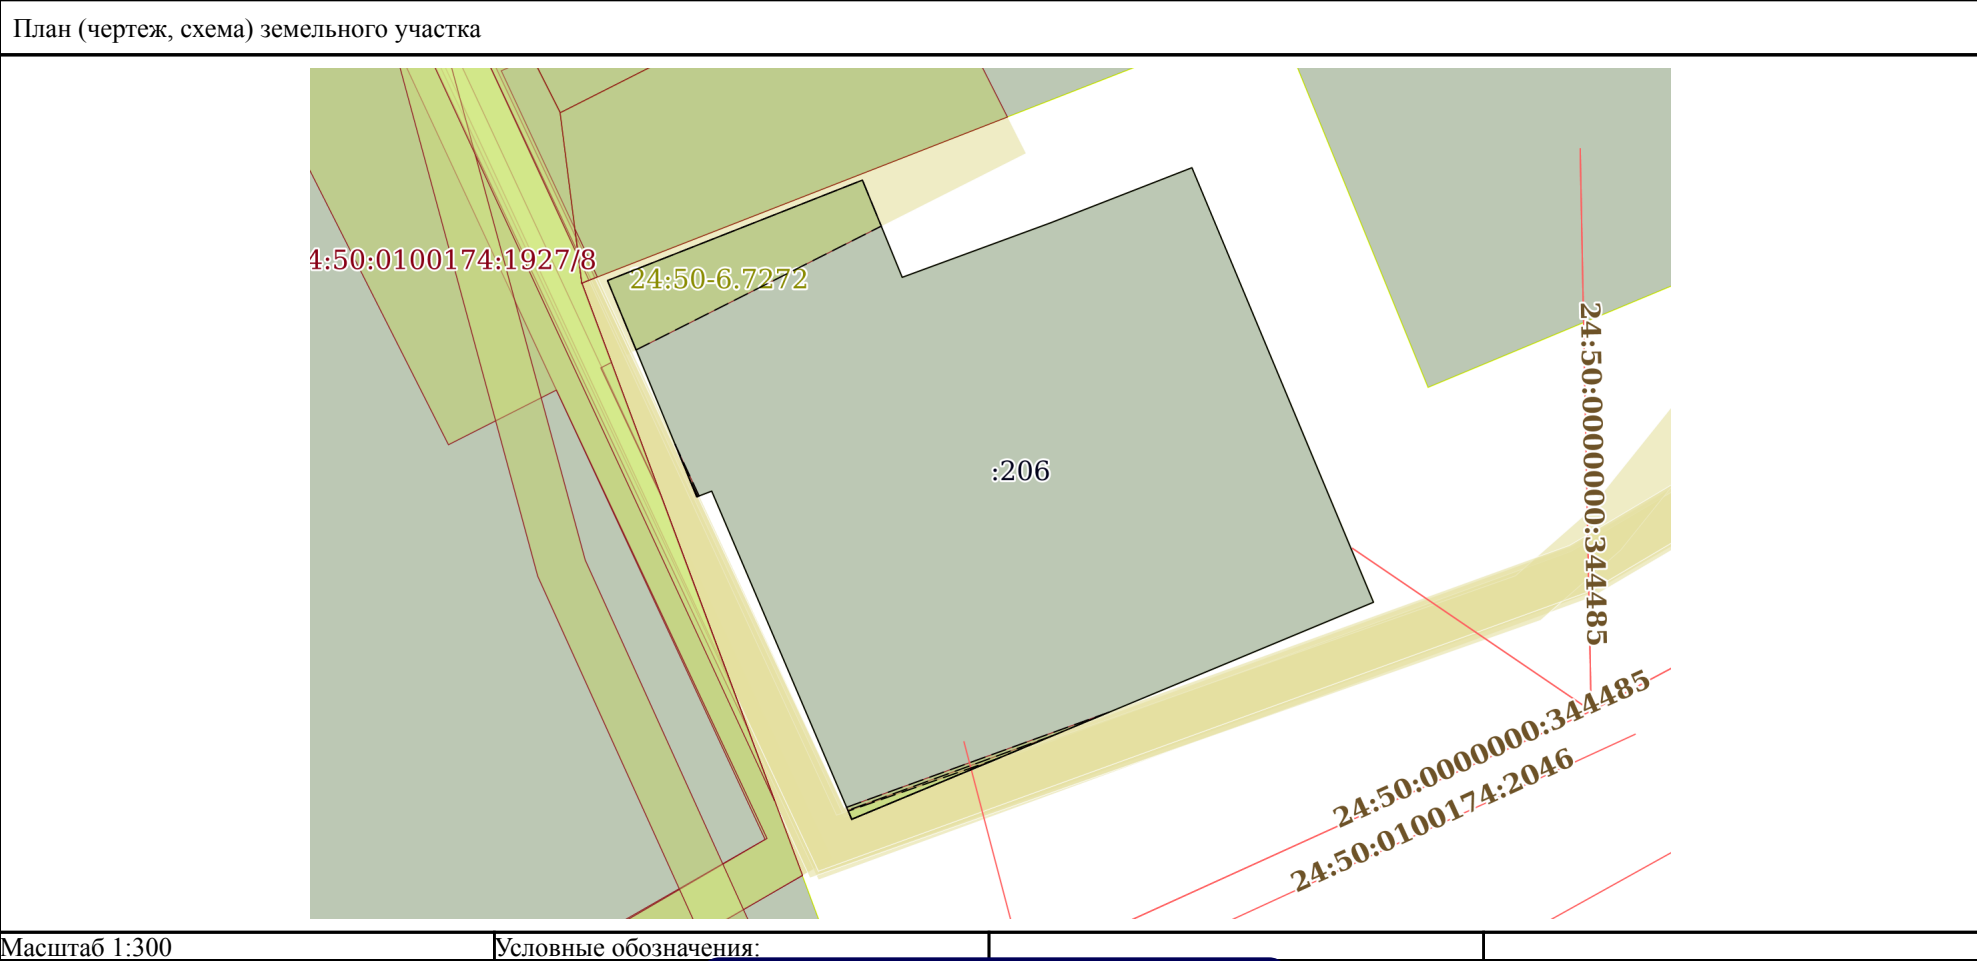 План (чертеж, схема) земельного участка
4:50:0100174:1927/8
24:50-6.7272
:206
24:50:0000000:344485
24:50:0000000:344485
24:50:0100174:2046
Масштаб 1:300
Условные обозначения: